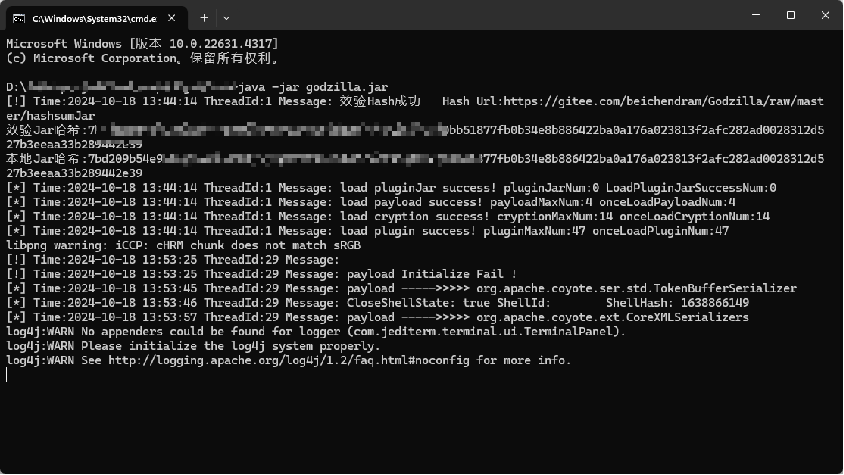 C:\Windows\System32\cmd.e
Microsoft Windows [版本 10.0.22631.4317]
(c) Microsoft Corporation。保留所有权利。
D:\ java -jar godzilla.jar
[!] Time:2024-10-18 13:44:14 ThreadId:1 Message: 效验Hash成功 Hash Url:https://gitee.com/beichendram/Godzilla/raw/mast
er/hashsumJar
效验Jar哈希:7b bb51877fb0b34e8b886422ba0a176a023813f2afc282ad0028312d5
27b3eeaa33b289442e39
本地Jar哈希:7bd209b54e9 477fb0b34e8b886422ba0a176a023813f2afc282ad0028312d5
27b3eeaa33b289442e39
[*] Time:2024-10-18 13:44:14 ThreadId:1 Message: load pluginJar success! pluginJarNum:0 LoadPluginJarSuccessNum:0
[*] Time:2024-10-18 13:44:14 ThreadId:1 Message: load payload success! payloadMaxNum:4 onceLoadPayloadNum:4
[*] Time:2024-10-18 13:44:14 ThreadId:1 Message: load cryption success! cryptionMaxNum:14 onceLoadCryptionNum:14
[*] Time:2024-10-18 13:44:14 ThreadId:1 Message: load plugin success! pluginMaxNum:47 onceLoadPluginNum:47
libpng warning: iCCP: cHRM chunk does not match sRGB
[!] Time:2024-10-18 13:53:25 ThreadId:29 Message:
[!] Time:2024-10-18 13:53:25 ThreadId:29 Message: payload Initialize Fail !
[*] Time:2024-10-18 13:53:45 ThreadId:29 Message: payload ----->>>>> org.apache.coyote.ser.std.TokenBufferSerializer
[*] Time:2024-10-18 13:53:46 ThreadId:29 Message: CloseShellState: true ShellId: ShellHash: 1638866149
[*] Time:2024-10-18 13:53:57 ThreadId:29 Message: payload ----->>>>> org.apache.coyote.ext.CoreXMLSerializers
log4j:WARN No appenders could be found for logger (com.jediterm.terminal.ui.TerminalPanel).
log4j:WARN Please initialize the log4j system properly.
log4j:WARN See http://logging.apache.org/log4j/1.2/faq.html#noconfig for more info.